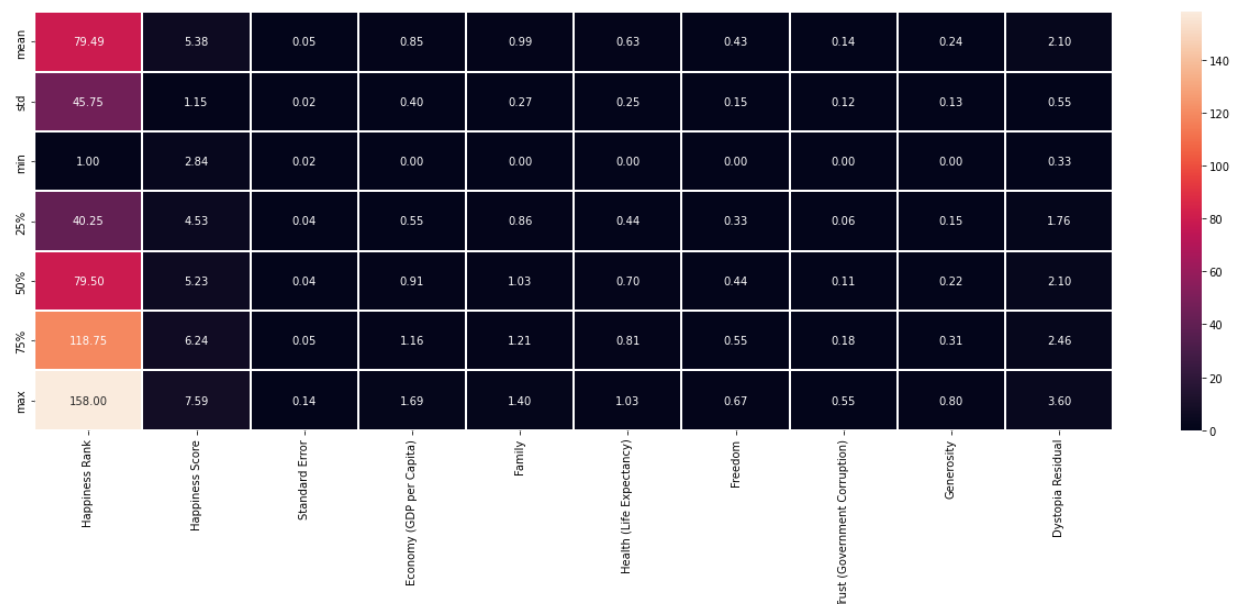 mean 79.49 5.38 0.05 0.85 0.99 0.63 0.43 0.14 0.24 2.10
std 45.75 1.15 0.02 0.40 0.27 0.25 0.15 0.12 0.13 0.55
min 1.00 2.84 0.02 0.00 0.00 0.00 0.00 0.00 0.00 0.33
25% 40.25 4.53 0.04 0.55 0.86 0.44 0.33 0.06 0.15 1.76
50% 79.50 5.23 0.04 0.91 1.03 0.70 0.44 0.11 0.22 2.10
75% 118.75 6.24 0.05 1.16 1.21 0.81 0.55 0.18 0.31 2.46
max 158.00 7.59 0.14 1.69 1.40 1.03 0.67 0.55 0.80 3.60
Happiness Rank
Happiness Score
Standard Error
Economy (GDP per Capita)
Family
Health (Life Expectancy)
Freedom
Trust (Government Corruption)
Generosity
Dystopia Residual
140
120
100
80
60
40
20
0